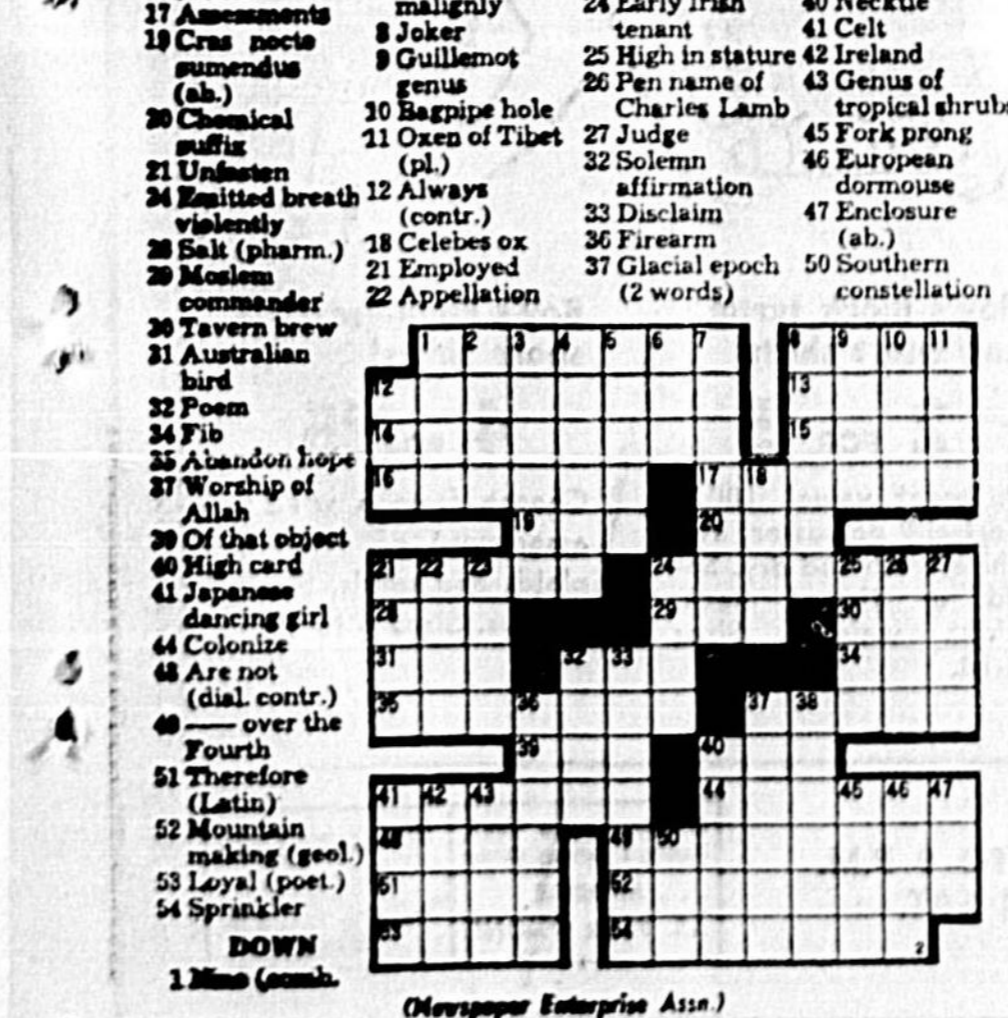 17 Assessments
19 Cras nocte
sumendus
(ab.)
20 Chemical
suffix
21 Unfasten
24 Emitted breath
violently
28 Salt (pharm.)
29 Moslem
commander
30 Tavern brew
31 Australian
bird
32 Poem
34 Fib
35 Abandon hope
37 Worship of
Allah
39 Of that object
40 High card
41 Japanese
dancing girl
44 Colonize
48 Are not
(dial. contr.)
49 —— over the
Fourth
51 Therefore
(Latin)
52 Mountain
making (geol.)
53 Loyal (poet.)
54 Sprinkler
DOWN
1 Nine (comb.
malignly
8 Joker
9 Guillemot
genus
10 Bagpipe hole
11 Oxen of Tibet
(pl.)
12 Always
(contr.)
18 Celebes ox
21 Employed
22 Appellation
24 Early Irish
tenant
25 High in stature
26 Pen name of
Charles Lamb
27 Judge
32 Solemn
affirmation
33 Disclaim
36 Firearm
37 Glacial epoch
(2 words)
40 Necktie
41 Celt
42 Ireland
43 Genus of
tropical shrubs
45 Fork prong
46 European
dormouse
47 Enclosure
(ab.)
50 Southern
constellation
1 2 3 4 5 6 7 8 9 10 11
12 13
14 15
16 17 18
19 20
21 22 23 24 25 26 27
28 29 30
31 32 33 34
35 36 37 38
39 40
41 42 43 44 45 46 47
48 49 50
51 52
53 54
2
(Newspaper Enterprise Assn.)